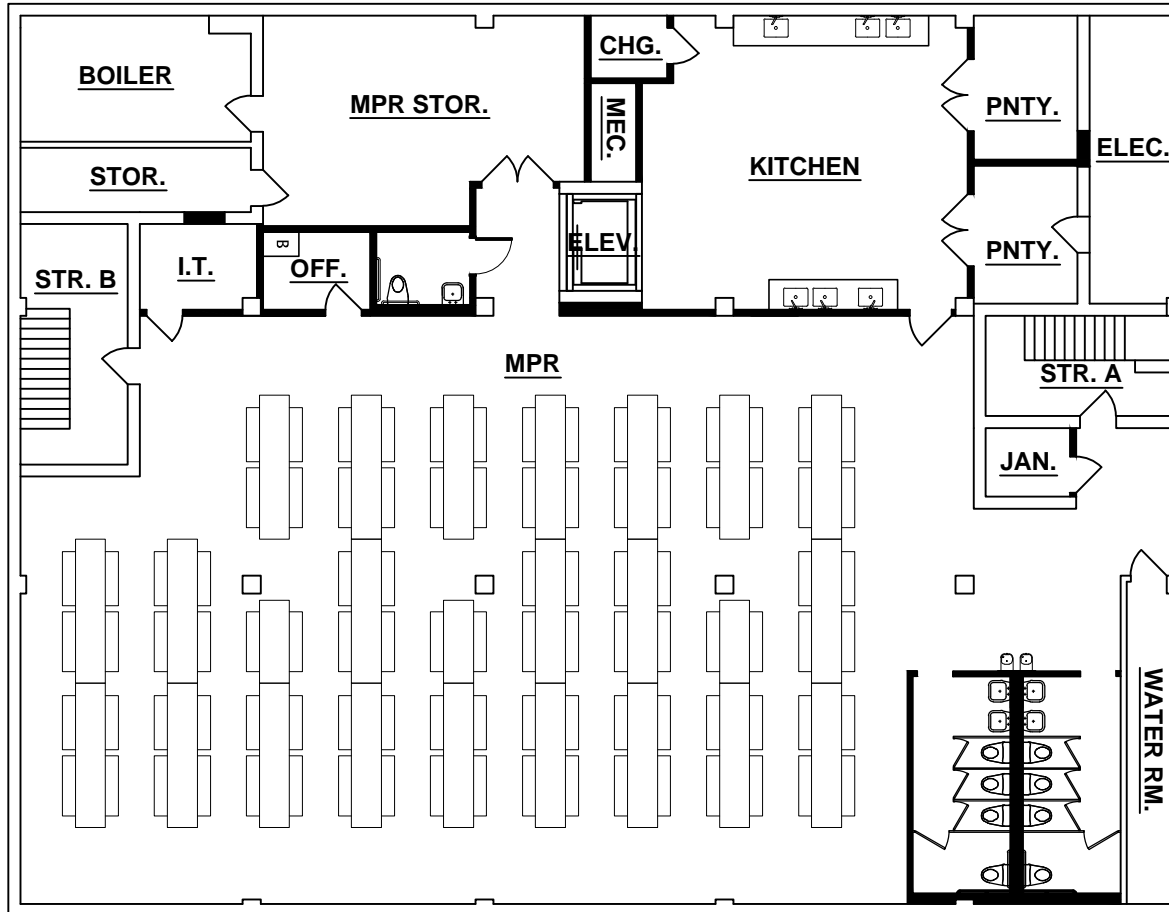 BOILER
MPR STOR.
CHG.
MEC.
KITCHEN
PNTY.
ELEC.
STOR.
ELEV.
PNTY.
STR. B
I.T.
B
OFF.
MPR
STR. A
JAN.
WATER RM.